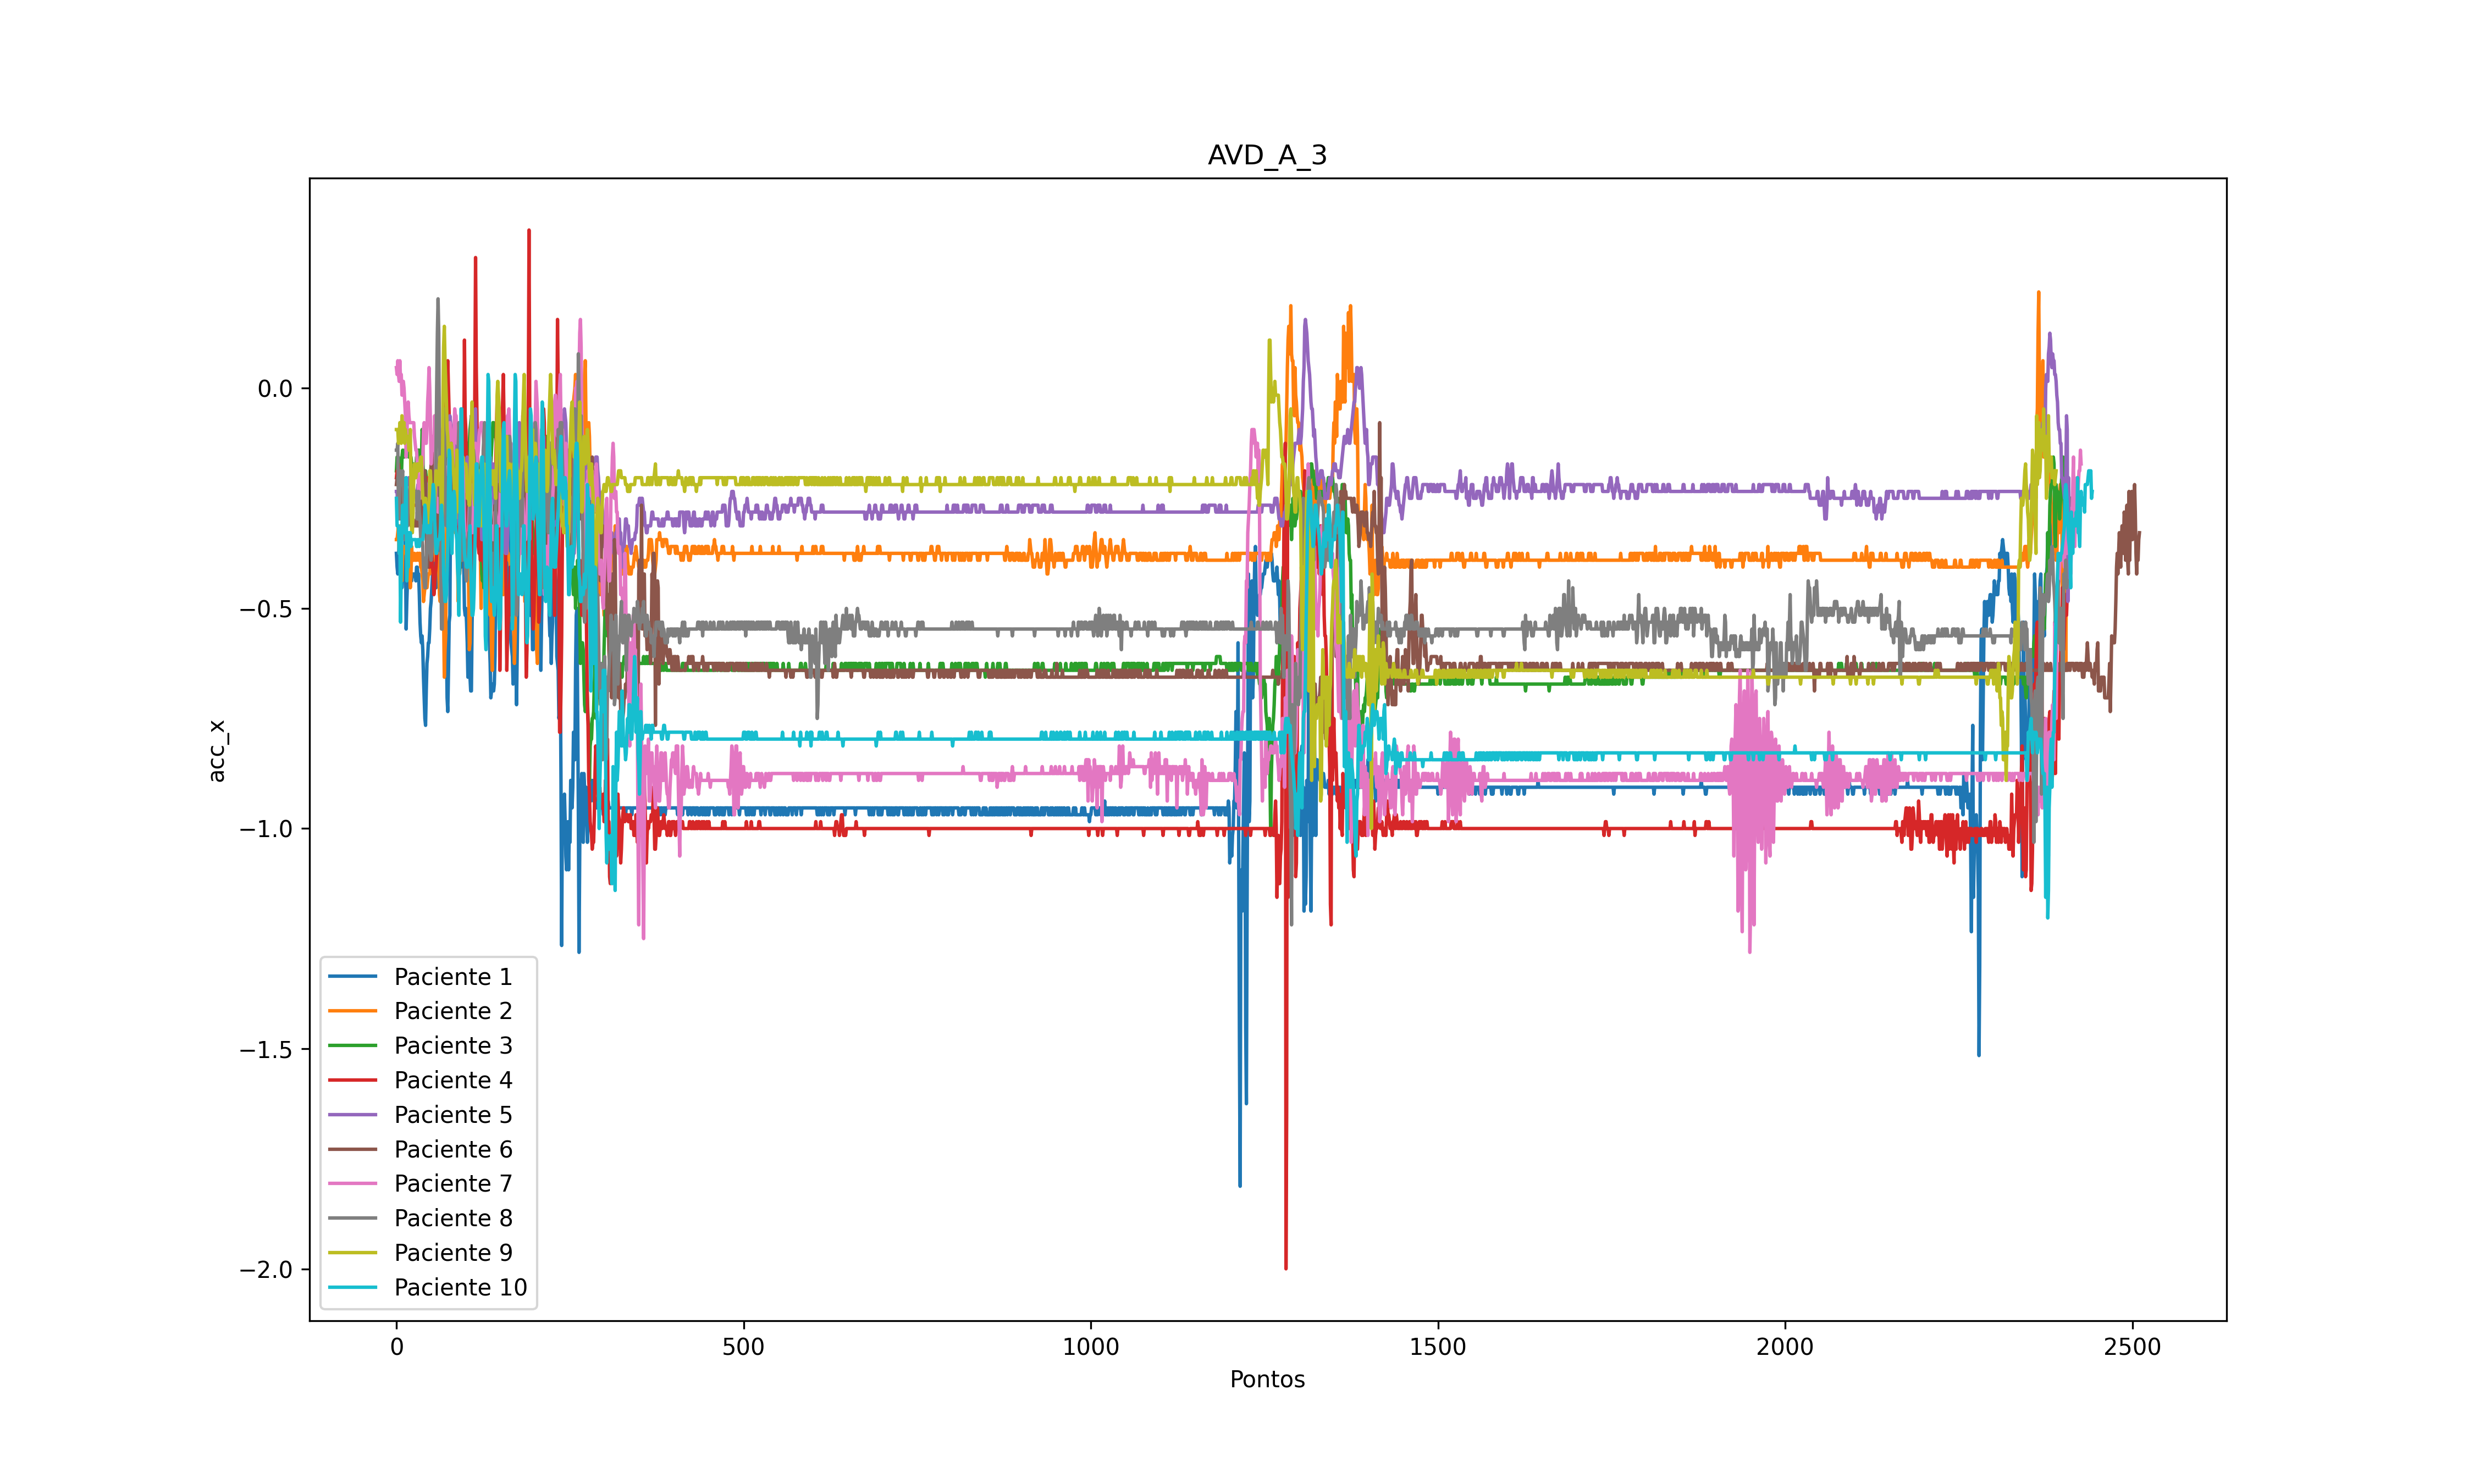 AVD_A_3
acc_x
0.0
−0.5
−1.0
−1.5
−2.0
Paciente 1
Paciente 2
Paciente 3
Paciente 4
Paciente 5
Paciente 6
Paciente 7
Paciente 8
Paciente 9
Paciente 10
0 500 1000 1500 2000 2500
Pontos